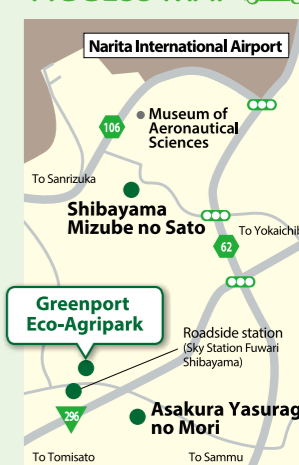 Narita International Airport
Museum of
Aeronautical
Sciences
106
To Sanrizuka
Shibayama
Mizube no Sato
To Yokaichib
62
Greenport
Eco-Agripark
Roadside station
(Sky Station Fuwari
Shibayama)
296
Asakura Yasurag
no Mori
To Tomisato
To Sammu